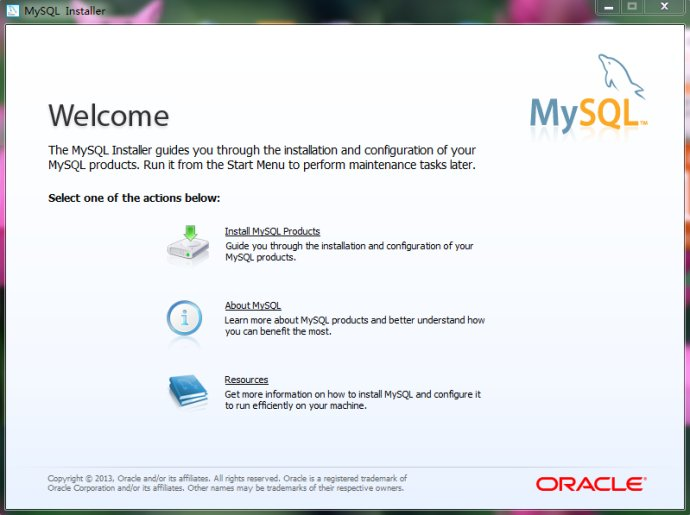 MySQL Installer
MySQL™
Welcome
The MySQL Installer guides you through the installation and configuration of your
MySQL products. Run it from the Start Menu to perform maintenance tasks later.
Select one of the actions below:
Install MySQL Products
Guide you through the installation and configuration of your
MySQL products.
About MySQL
Learn more about MySQL products and better understand how
you can benefit the most.
Resources
Get more information on how to install MySQL and configure it
to run efficiently on your machine.
Copyright © 2013, Oracle and/or its affiliates. All rights reserved. Oracle is a registered trademark of
Oracle Corporation and/or its affiliates. Other names may be trademarks of their respective owners.
ORACLE®